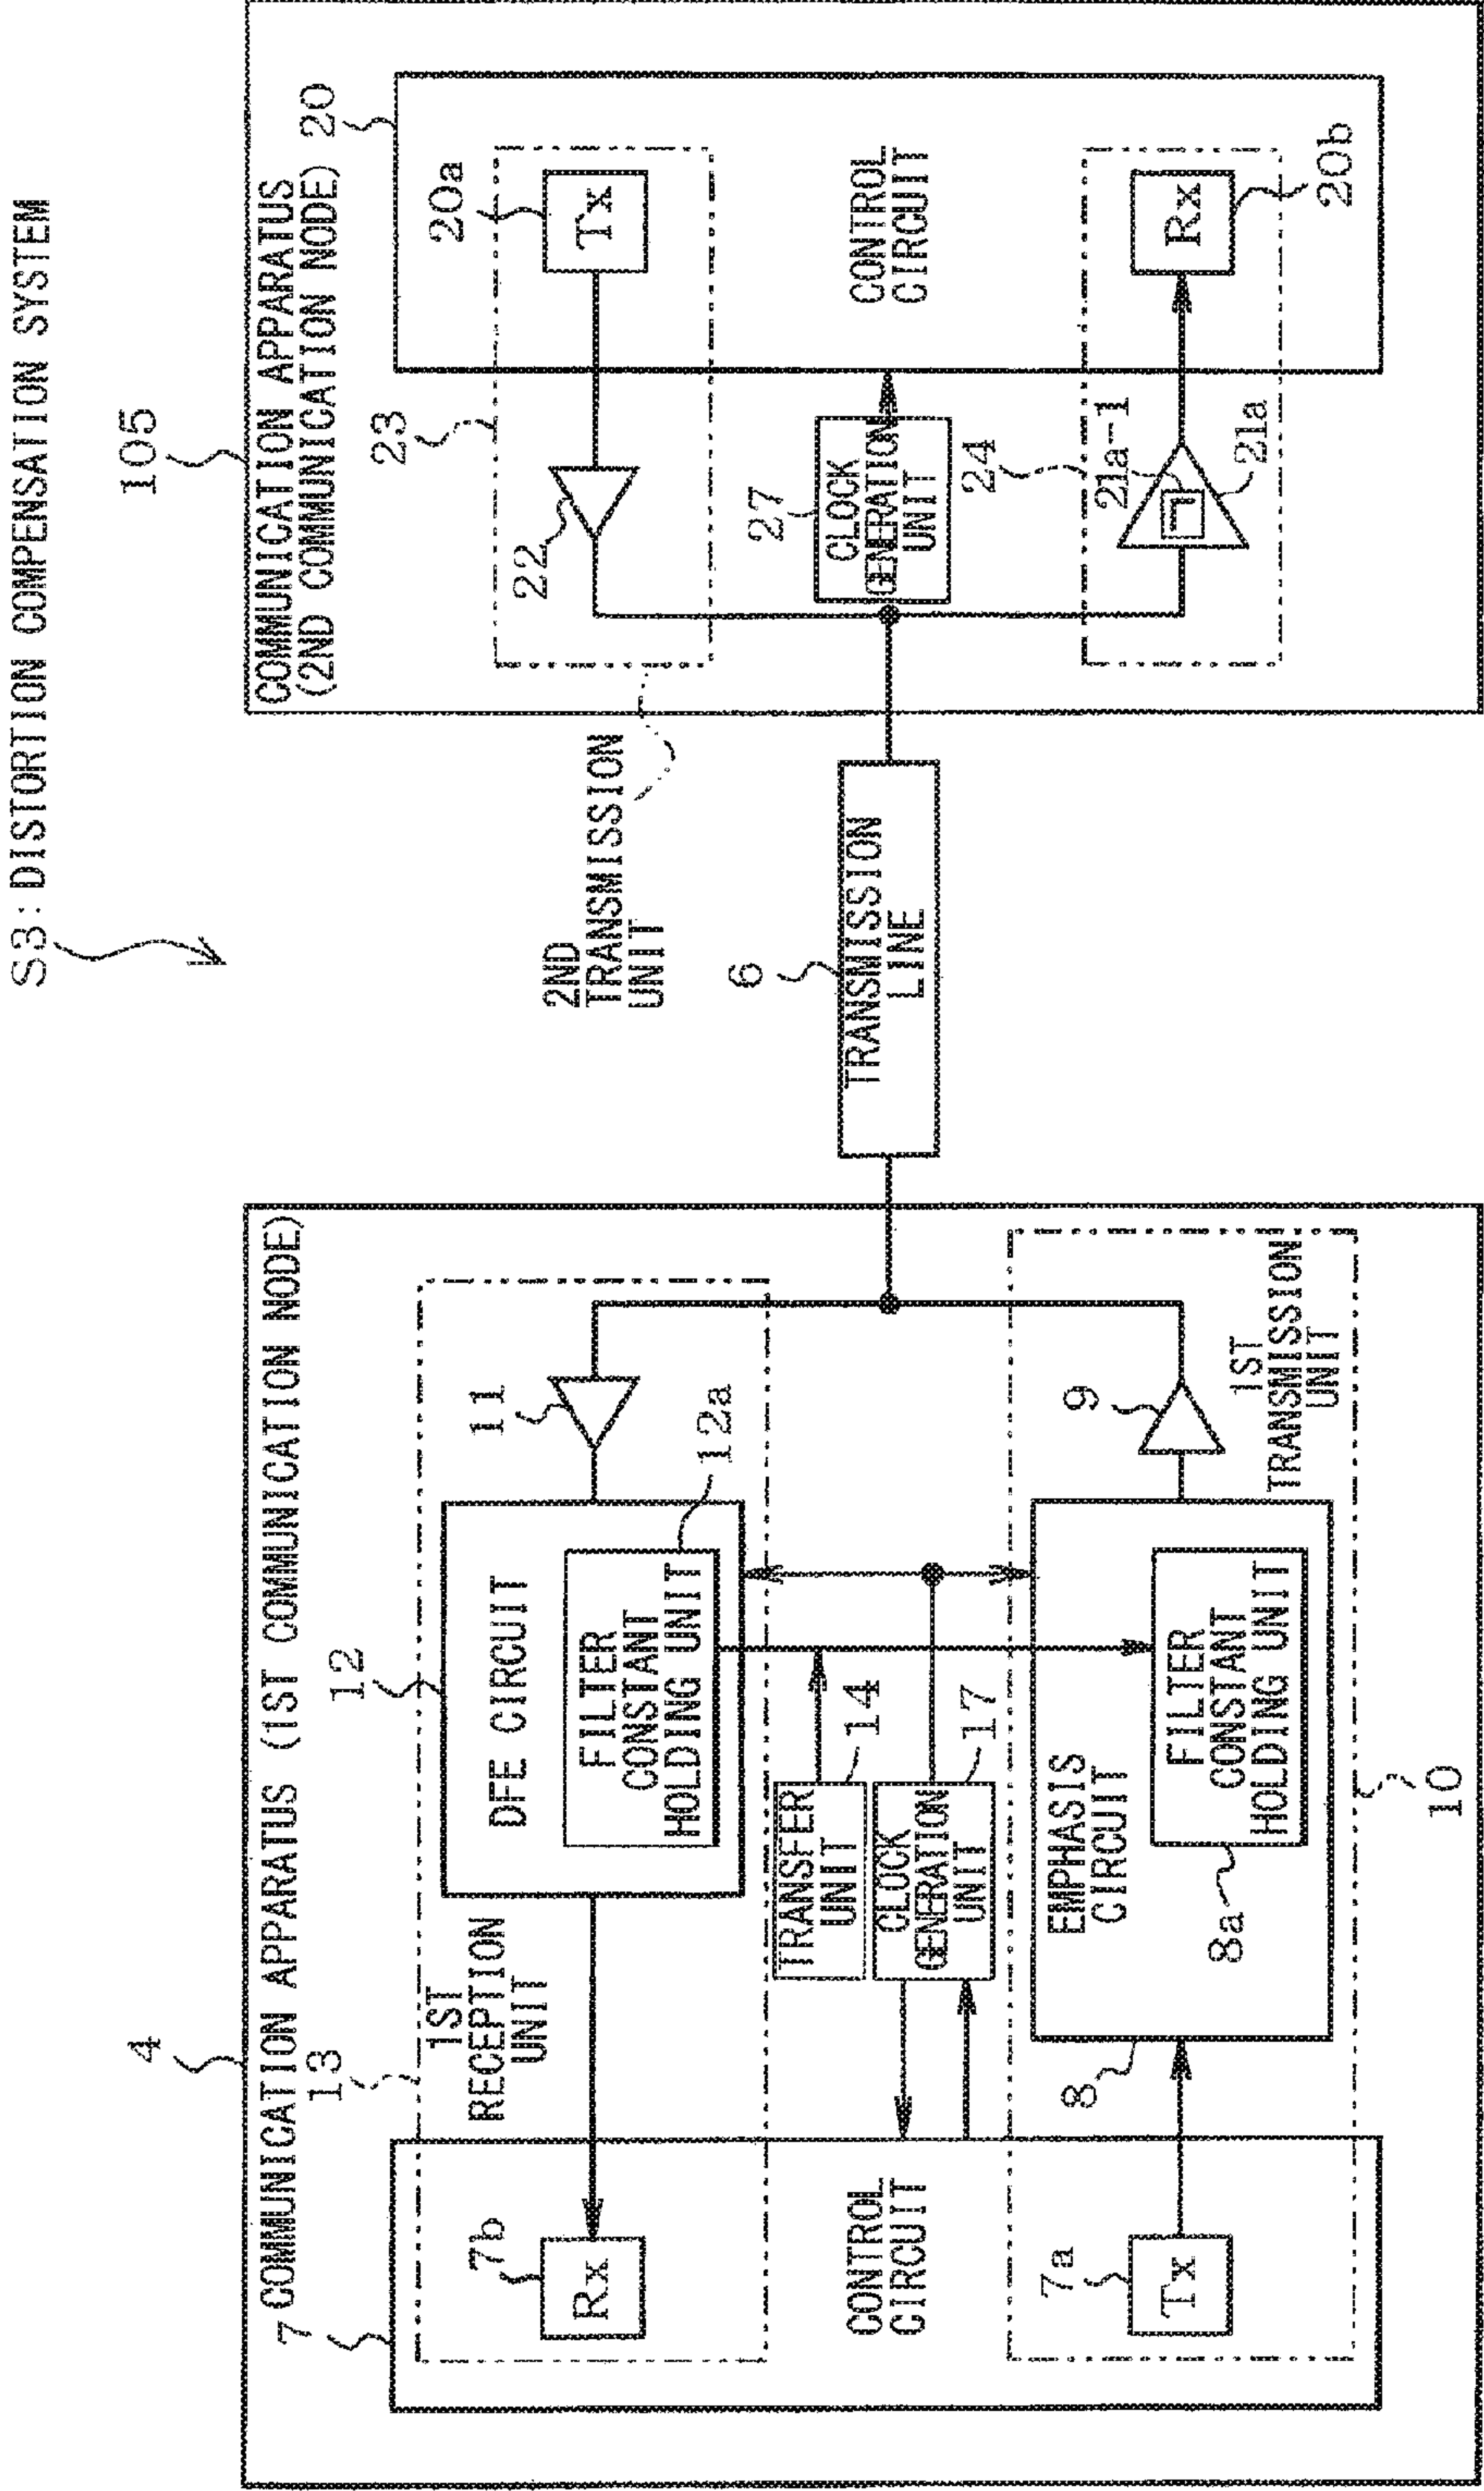 S3: DISTORTION COMPENSATION SYSTEM
4
COMMUNICATION APPARATUS (1ST COMMUNICATION NODE)
13
7
1ST
RECEPTION
UNIT
12
DFE CIRCUIT
FILTER
CONSTANT
HOLDING UNIT
12a
11
7b
Rx
CONTROL
CIRCUIT
TRANSFER
UNIT
14
CLOCK
GENERATION
UNIT
17
7a
Tx
8
EMPHASIS
CIRCUIT
8a
FILTER
CONSTANT
HOLDING UNIT
9
1ST
TRANSMISSION
UNIT
10
6
TRANSMISSION
LINE
2ND
TRANSMISSION
UNIT
105
COMMUNICATION APPARATUS
(2ND COMMUNICATION NODE)
20
23
20a
Tx
22
27
CLOCK
GENERATION
UNIT
CONTROL
CIRCUIT
24
21a-1
21a
Rx
20b